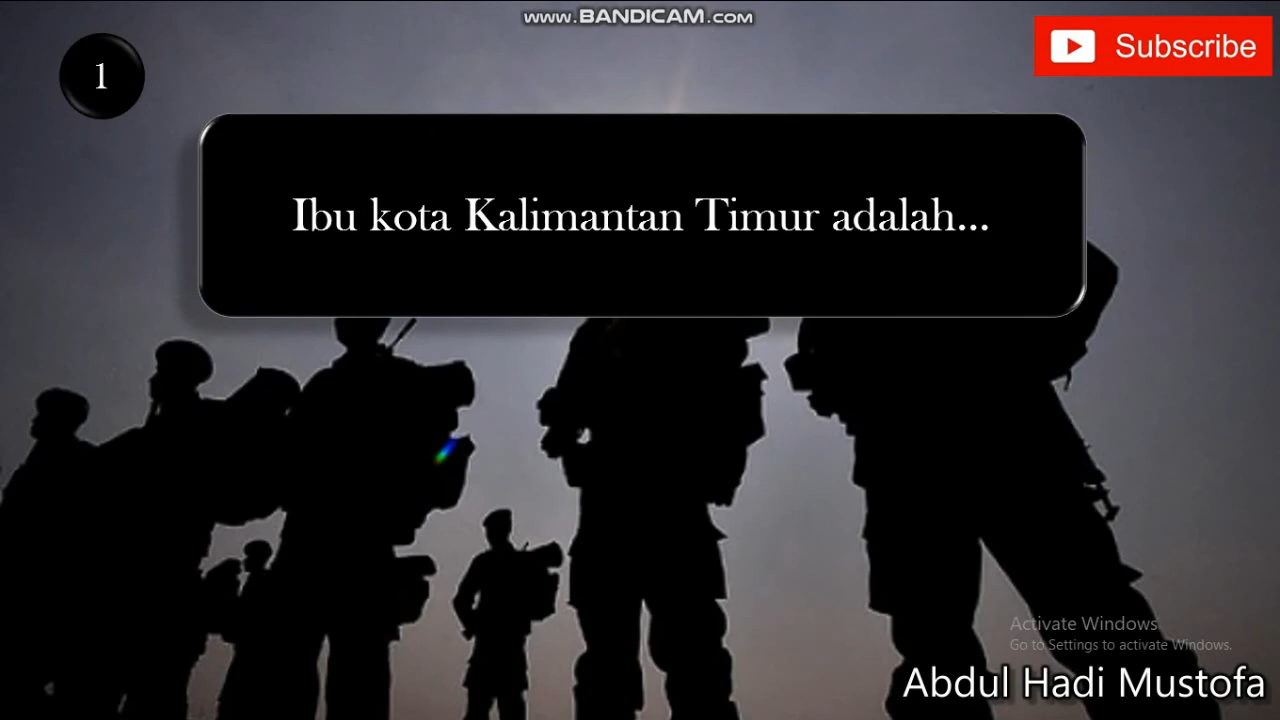 www.BANDICAM.com
Subscribe
1
Ibu kota Kalimantan Timur adalah...
Activate Windows
Go to Settings to activate Windows.
Abdul Hadi Mustofa